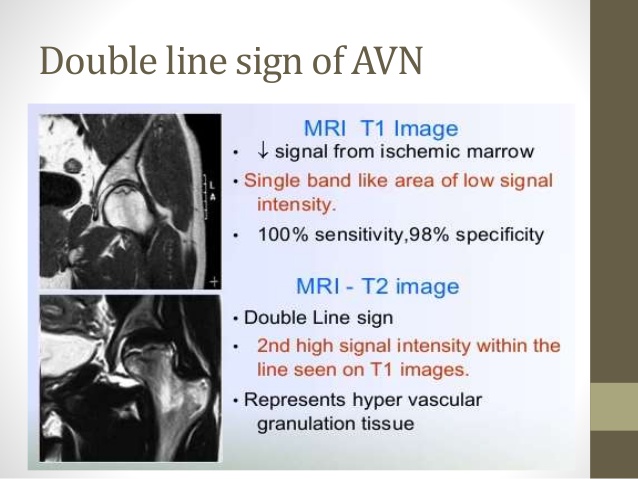 Double line sign of AVN
MRI T1 Image
• ↓ signal from ischemic marrow
• Single band like area of low signal
intensity.
• 100% sensitivity,98% specificity
MRI - T2 image
• Double Line sign
• 2nd high signal intensity within the
line seen on T1 images.
• Represents hyper vascular
granulation tissue
L
A